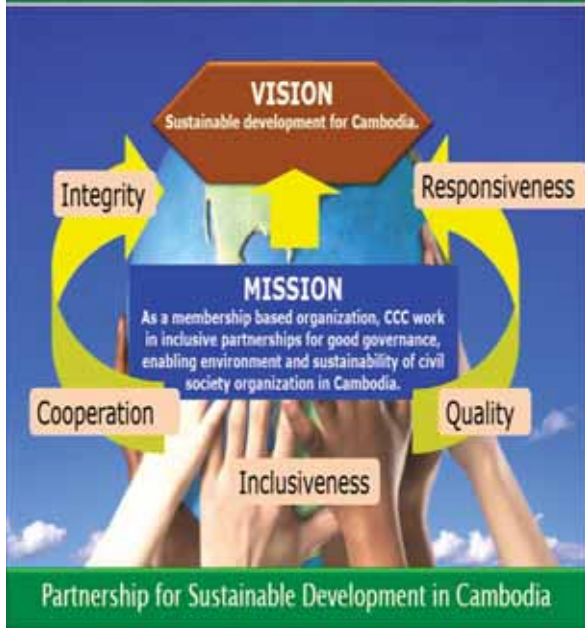 VISION
Sustainable development for Cambodia.
Integrity
Responsiveness
MISSION
As a membership based organization, CCC work
in inclusive partnerships for good governance,
enabling environment and sustainability of civil
society organization in Cambodia.
Cooperation
Quality
Inclusiveness
Partnership for Sustainable Development in Cambodia